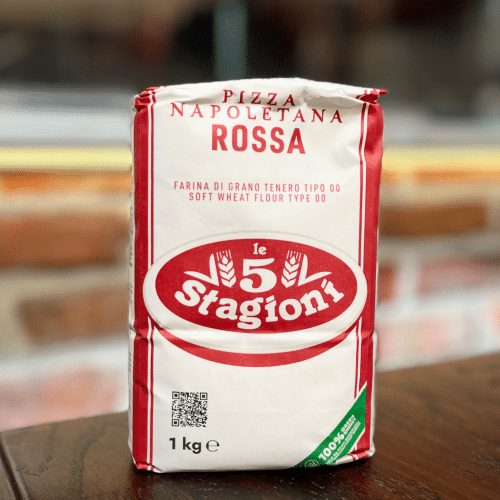 PIZZA
NAPOLETANA
ROSSA
FARINA DI GRANO TENERO TIPO 00
SOFT WHEAT FLOUR TYPE 00
le
5
Stagioni
1 kg ℮
100%